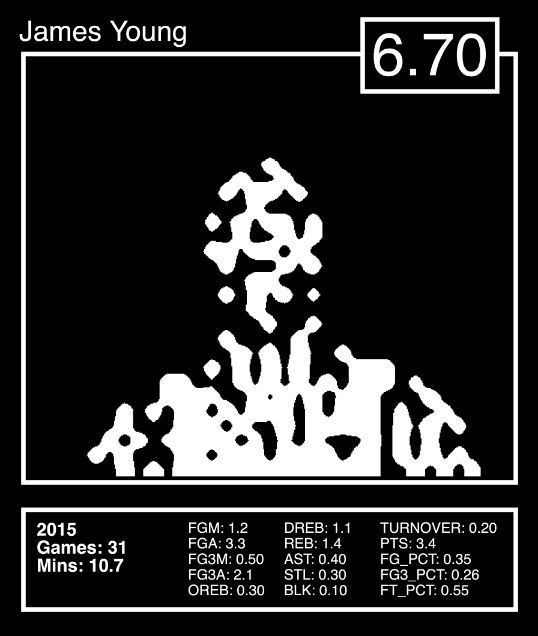 James Young
6.70
2015
Games: 31
Mins: 10.7
FGM: 1.2
FGA: 3.3
FG3M: 0.50
FG3A: 2.1
OREB: 0.30
DREB: 1.1
REB: 1.4
AST: 0.40
STL: 0.30
BLK: 0.10
TURNOVER: 0.20
PTS: 3.4
FG_PCT: 0.35
FG3_PCT: 0.26
FT_PCT: 0.55